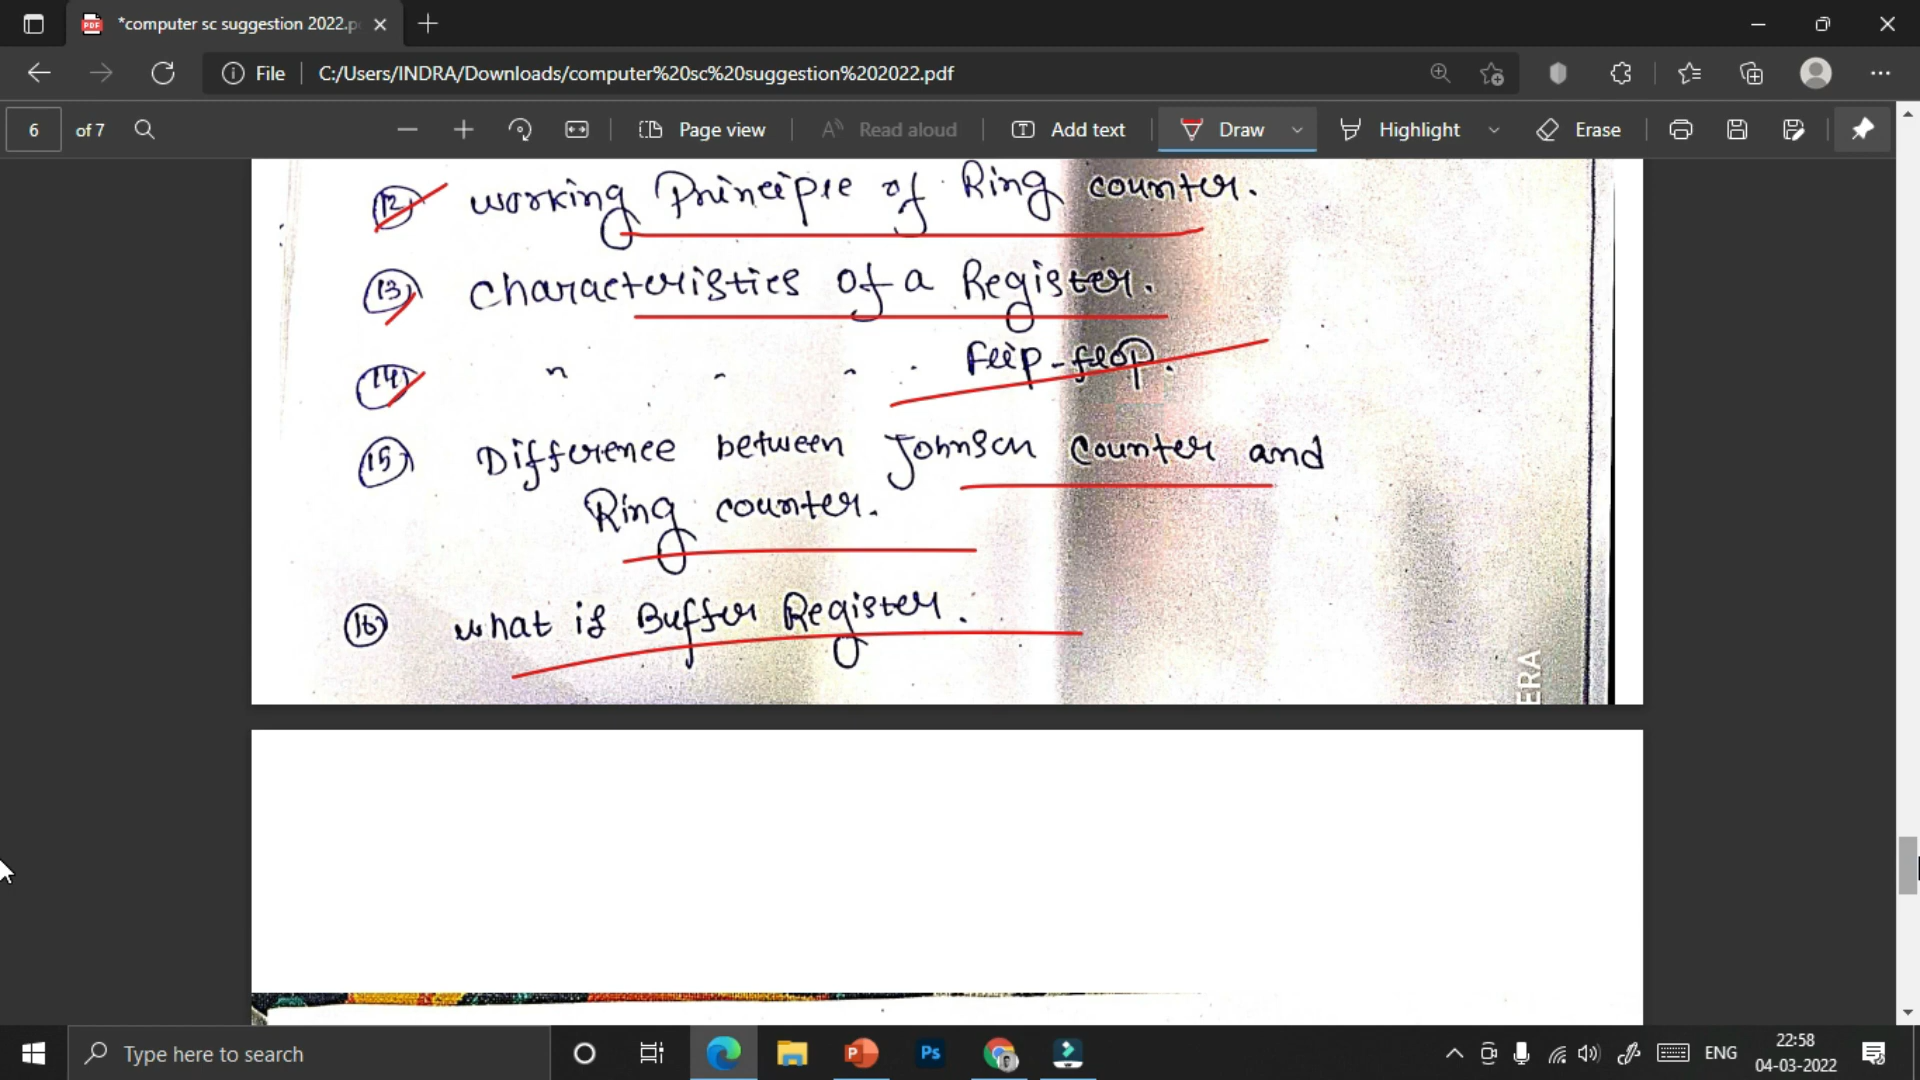 *computer sc suggestion 2022.p
File C:/Users/INDRA/Downloads/computer%20sc%20suggestion%202022.pdf
6 of 7 Page view Read aloud Add text Draw Highlight Erase
12) working Principle of Ring counter.
13) Characteristics of a Register.
14) " " " " Flip-flop.
15) Difference between Johnson Counter and
Ring counter.
16) what is Buffer Register.
ERA
Type here to search
ENG
22:58
04-03-2022